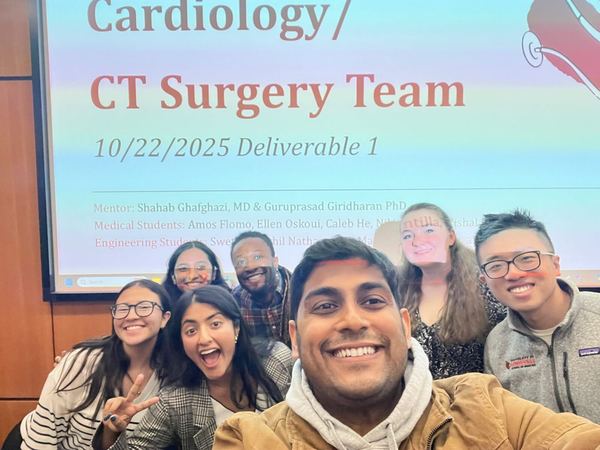 Cardiology/
CT Surgery Team
10/22/2025 Deliverable 1
Mentor: Shahab Ghafghazi, MD & Guruprasad Giridharan PhD
Medical Students: Amos Flomo, Ellen Oskoui, Caleb He,
Engineering
Search